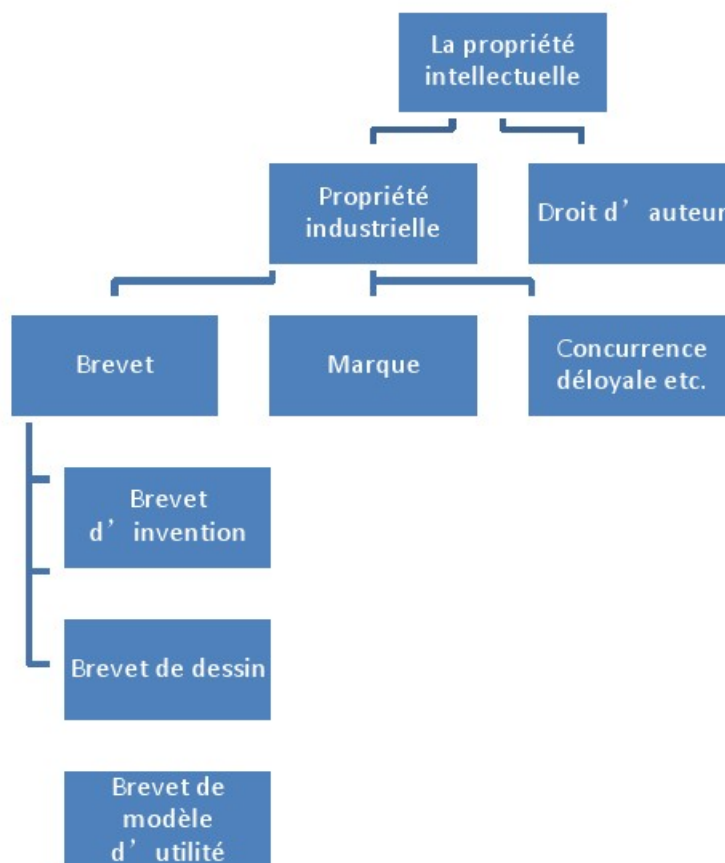 La propriété
intellectuelle
Propriété
industrielle
Droit d’ auteur
Brevet
Marque
Concurrence
déloyale etc.
Brevet
d’ invention
Brevet de dessin
Brevet de
modèle
d’ utilité